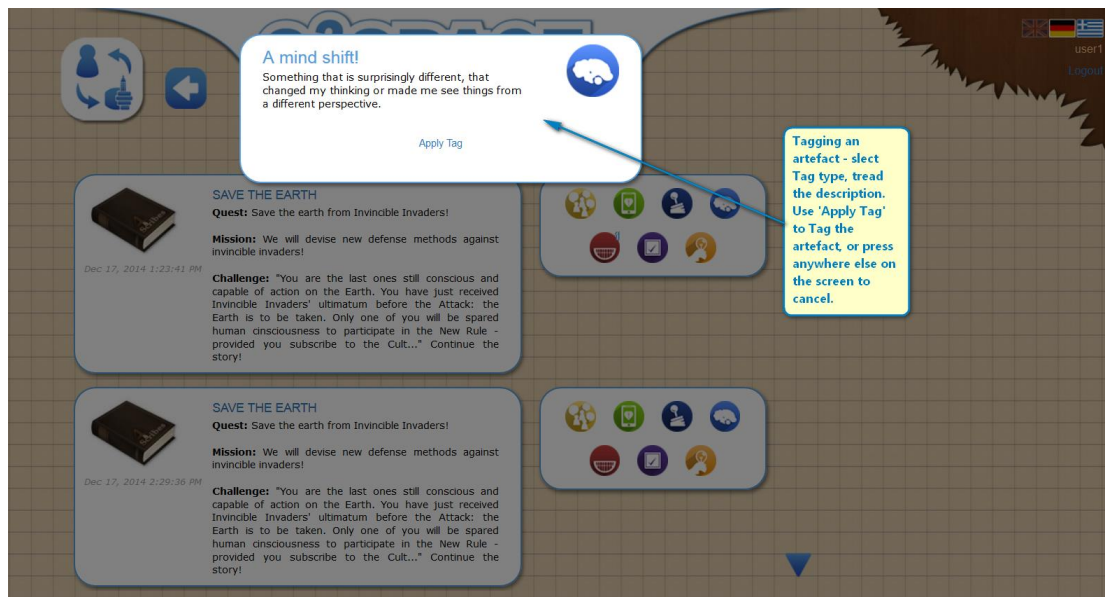 user1
Logout
A mind shift!
Something that is surprisingly different, that
changed my thinking or made me see things from
a different perspective.
Apply Tag
Tagging an
artefact - slect
Tag type, tread
the description.
Use 'Apply Tag'
to Tag the
artefact, or press
anywhere else on
the screen to
cancel.
SAVE THE EARTH
Quest: Save the earth from Invincible Invaders!
Mission: We will devise new defense methods against
invincible invaders!
Dec 17, 2014 1:23:41 PM
Challenge: "You are the last ones still conscious and
capable of action on the Earth. You have just received
Invincible Invaders' ultimatum before the Attack: the
Earth is to be taken. Only one of you will be spared
human cinsciousness to participate in the New Rule -
provided you subscribe to the Cult..." Continue the
story!
SAVE THE EARTH
Quest: Save the earth from Invincible Invaders!
Mission: We will devise new defense methods against
invincible invaders!
Dec 17, 2014 2:29:36 PM
Challenge: "You are the last ones still conscious and
capable of action on the Earth. You have just received
Invincible Invaders' ultimatum before the Attack: the
Earth is to be taken. Only one of you will be spared
human cinsciousness to participate in the New Rule -
provided you subscribe to the Cult..." Continue the
story!